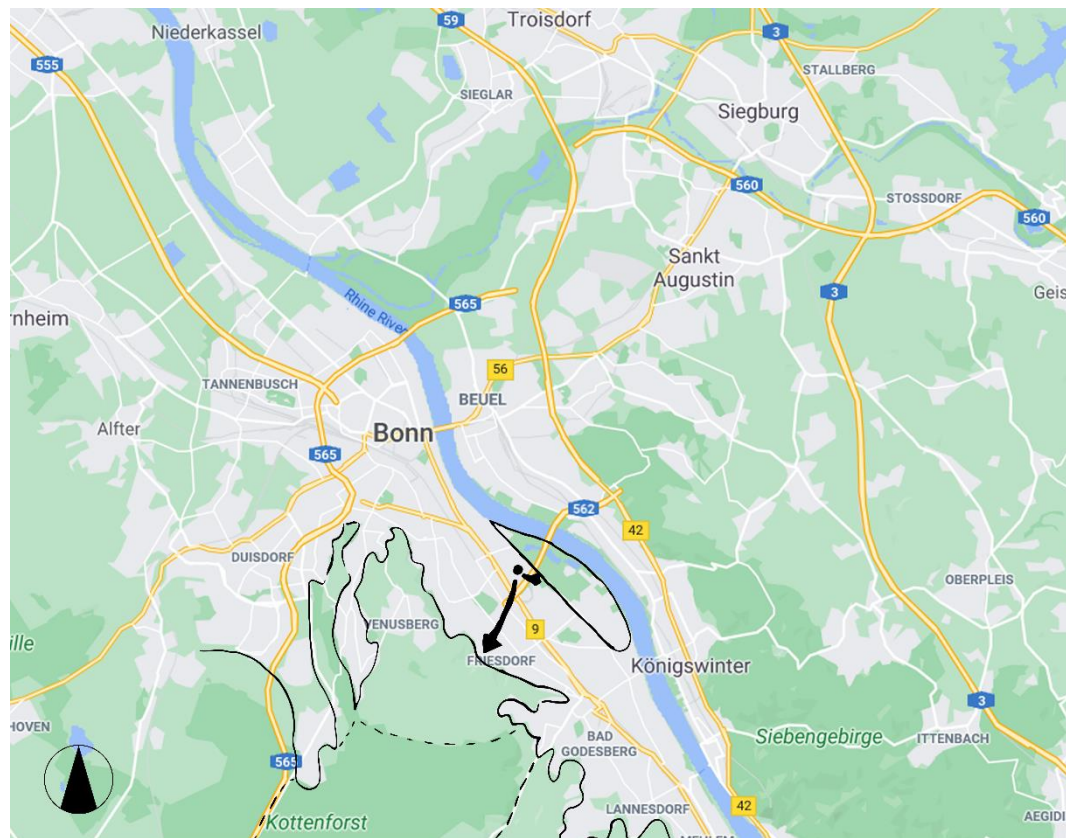 59
Troisdorf
3
Niederkassel
555
STALLBERG
SIEGLAR
Siegburg
560
STOSSDORF
560
Sankt
Augustin
3
Geis
Rhine River
565
rnheim
56
TANNENBUSCH
BEUEL
Alfter
Bonn
565
562
42
DUISDORF
OBERPLEIS
VENUSBERG
9
ille
FRIESDORF
Königswinter
3
HOVEN
BAD
GODESBERG
Siebengebirge
ITTENBACH
565
42
LANNESDORF
Kottenforst
AEGIDI